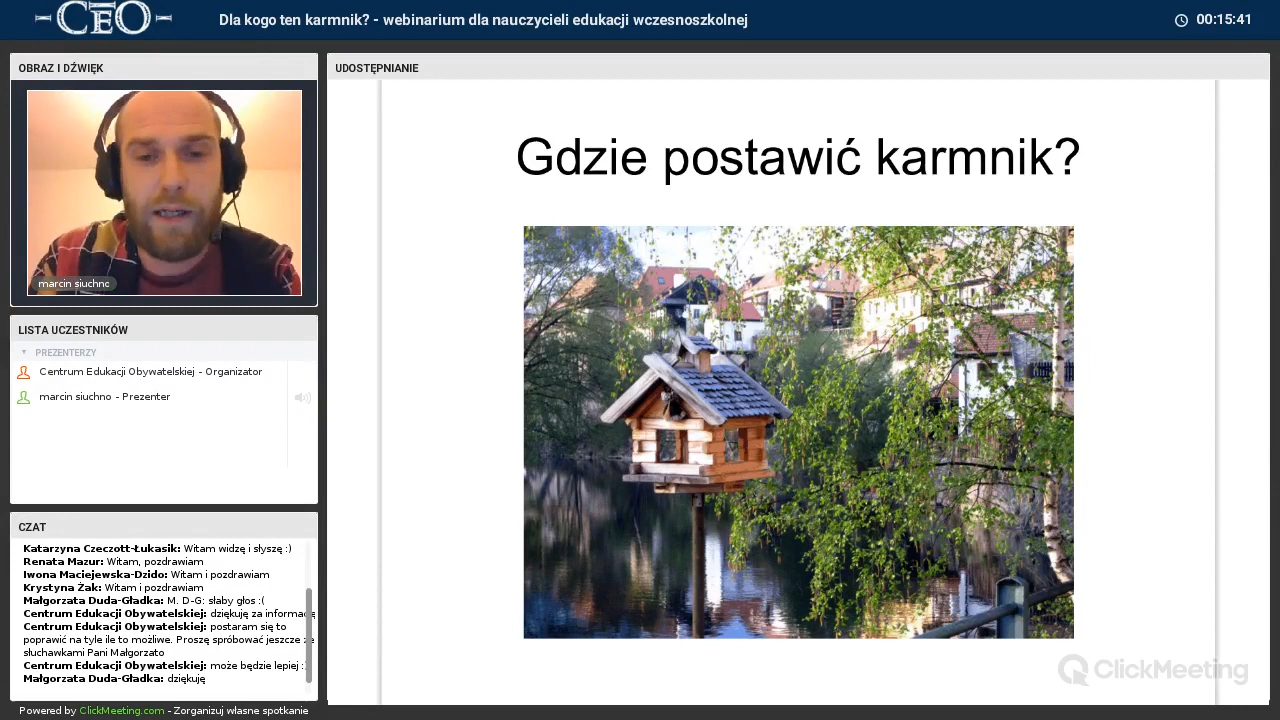 CEO
Dla kogo ten karmnik? - webinarium dla nauczycieli edukacji wczesnoszkolnej
00:15:41
OBRAZ I DŹWIĘK
marcin siuchno
LISTA UCZESTNIKÓW
PREZENTERZY
Centrum Edukacji Obywatelskiej - Organizator
marcin siuchno - Prezenter
CZAT
Katarzyna Czeczott-Łukasik: Witam widzę i słyszę :)
Renata Mazur: Witam, pozdrawiam
Iwona Maciejewska-Dzido: Witam i pozdrawiam
Krystyna Żak: Witam i pozdrawiam
Małgorzata Duda-Gładka: M. D-G: słaby głos :(
Centrum Edukacji Obywatelskiej: dziękuję za informację
Centrum Edukacji Obywatelskiej: postaram się to
poprawić na tyle ile to możliwe. Proszę spróbować jeszcze ze
słuchawkami Pani Małgorzato
Centrum Edukacji Obywatelskiej: może będzie lepiej :)
Małgorzata Duda-Gładka: dziękuję
Powered by ClickMeeting.com - Zorganizuj własne spotkanie
UDOSTĘPNIANIE
Gdzie postawić karmnik?
ClickMeeting